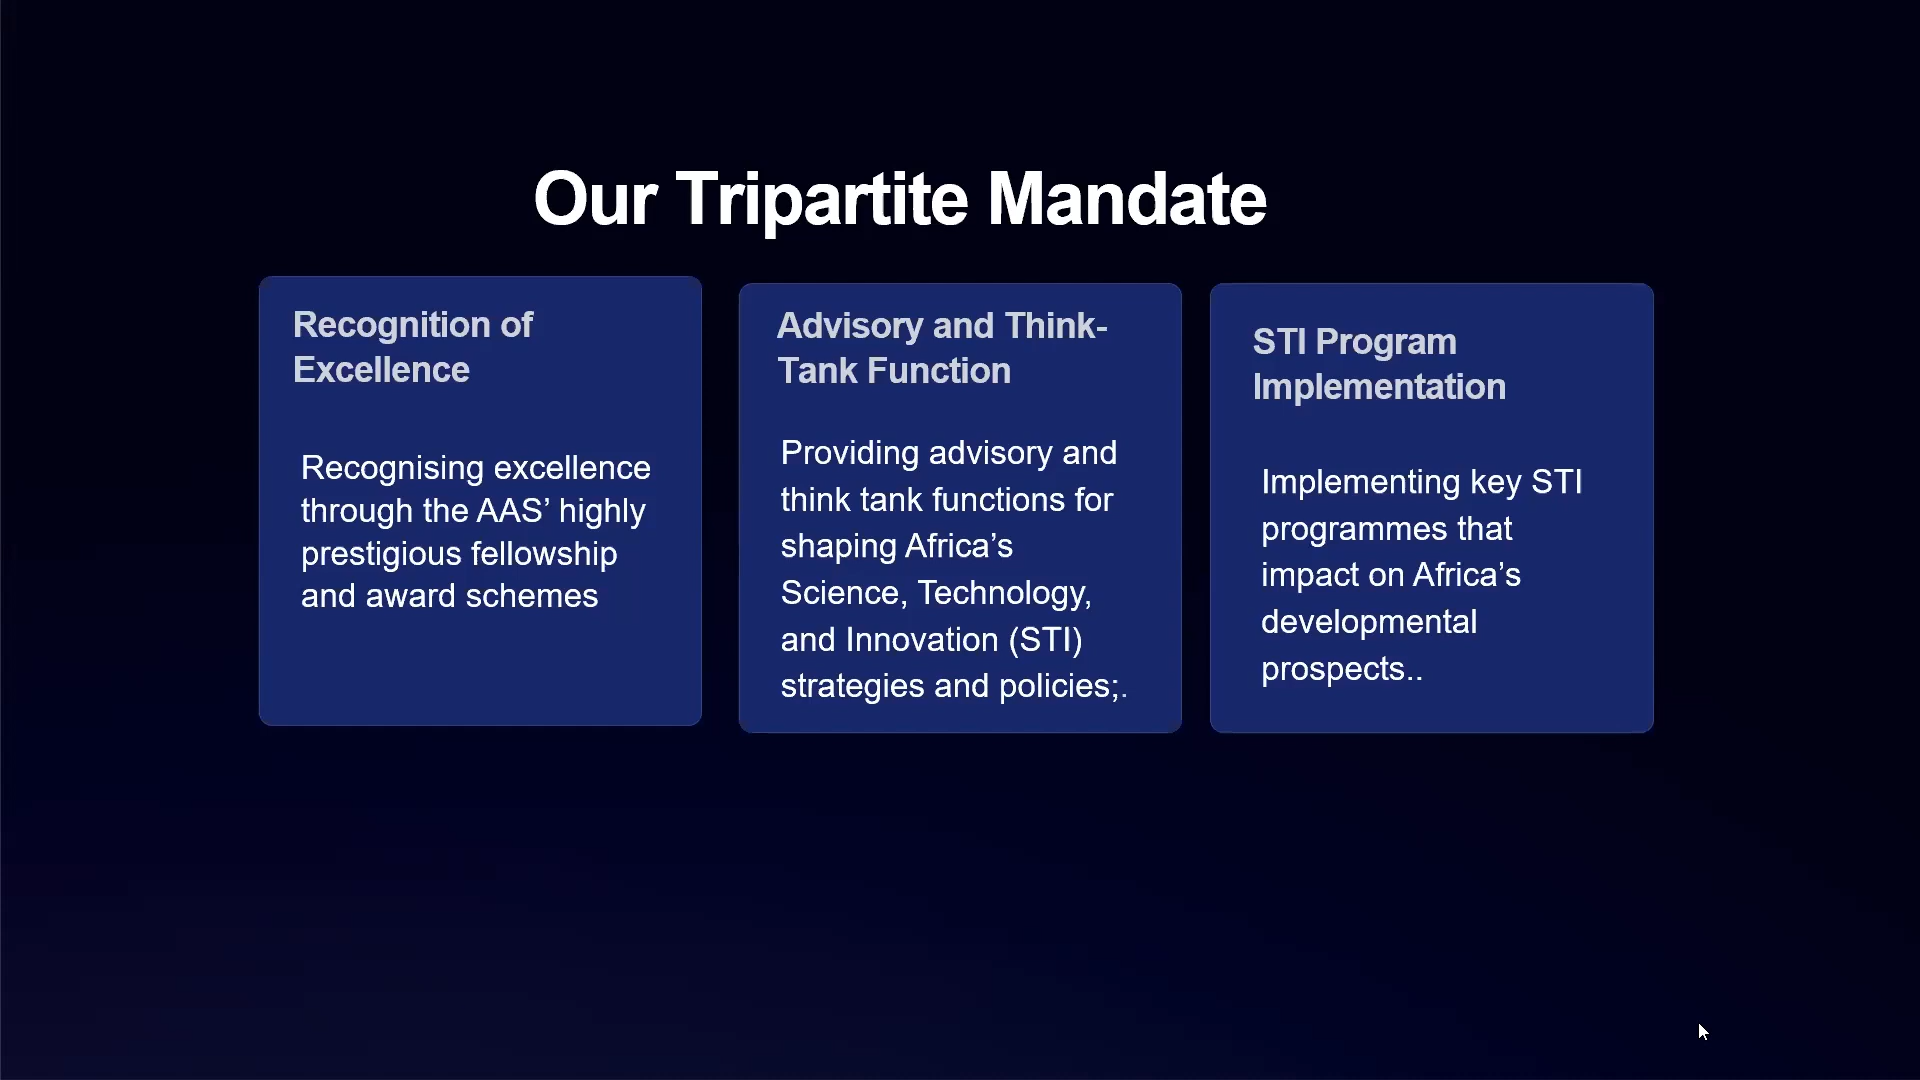 Our Tripartite Mandate
Recognition of
Excellence
Recognising excellence
through the AAS’ highly
prestigious fellowship
and award schemes
Advisory and Think-
Tank Function
Providing advisory and
think tank functions for
shaping Africa’s
Science, Technology,
and Innovation (STI)
strategies and policies;.
STI Program
Implementation
Implementing key STI
programmes that
impact on Africa’s
developmental
prospects..